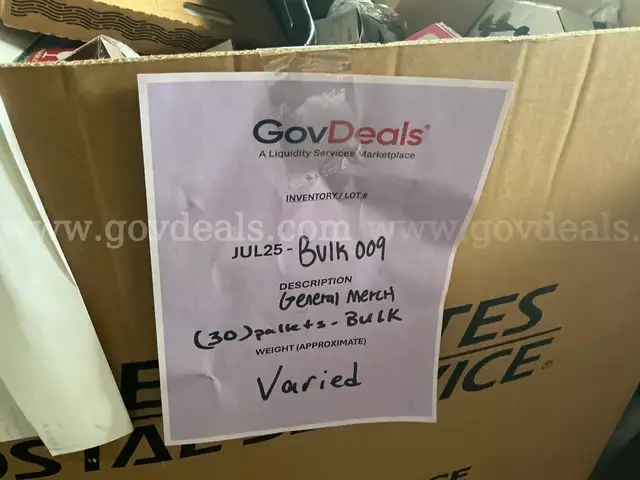 GovDeals®
A Liquidity Services Marketplace
INVENTORY / LOT #
JUL25 - BULK 009
DESCRIPTION
General Merch
(30) pallets - BULK
WEIGHT (APPROXIMATE)
Varied
www.govdeals.com
www.govdeals.
TES
VICE®